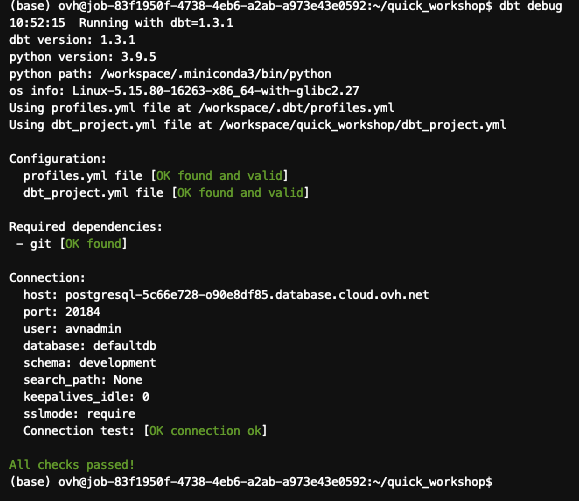 (base) ovh@job-83f1950f-4738-4eb6-a2ab-a973e43e0592:~/quick_workshop$ dbt debug
10:52:15  Running with dbt=1.3.1
dbt version: 1.3.1
python version: 3.9.5
python path: /workspace/.miniconda3/bin/python
os info: Linux-5.15.80-16263-x86_64-with-glibc2.27
Using profiles.yml file at /workspace/.dbt/profiles.yml
Using dbt_project.yml file at /workspace/quick_workshop/dbt_project.yml
Configuration:
profiles.yml file [OK found and valid]
dbt_project.yml file [OK found and valid]
Required dependencies:
- git [OK found]
Connection:
host: postgresql-5c66e728-o90e8df85.database.cloud.ovh.net
port: 20184
user: avnadmin
database: defaultdb
schema: development
search_path: None
keepalives_idle: 0
sslmode: require
Connection test: [OK connection ok]
All checks passed!
(base) ovh@job-83f1950f-4738-4eb6-a2ab-a973e43e0592:~/quick_workshop$